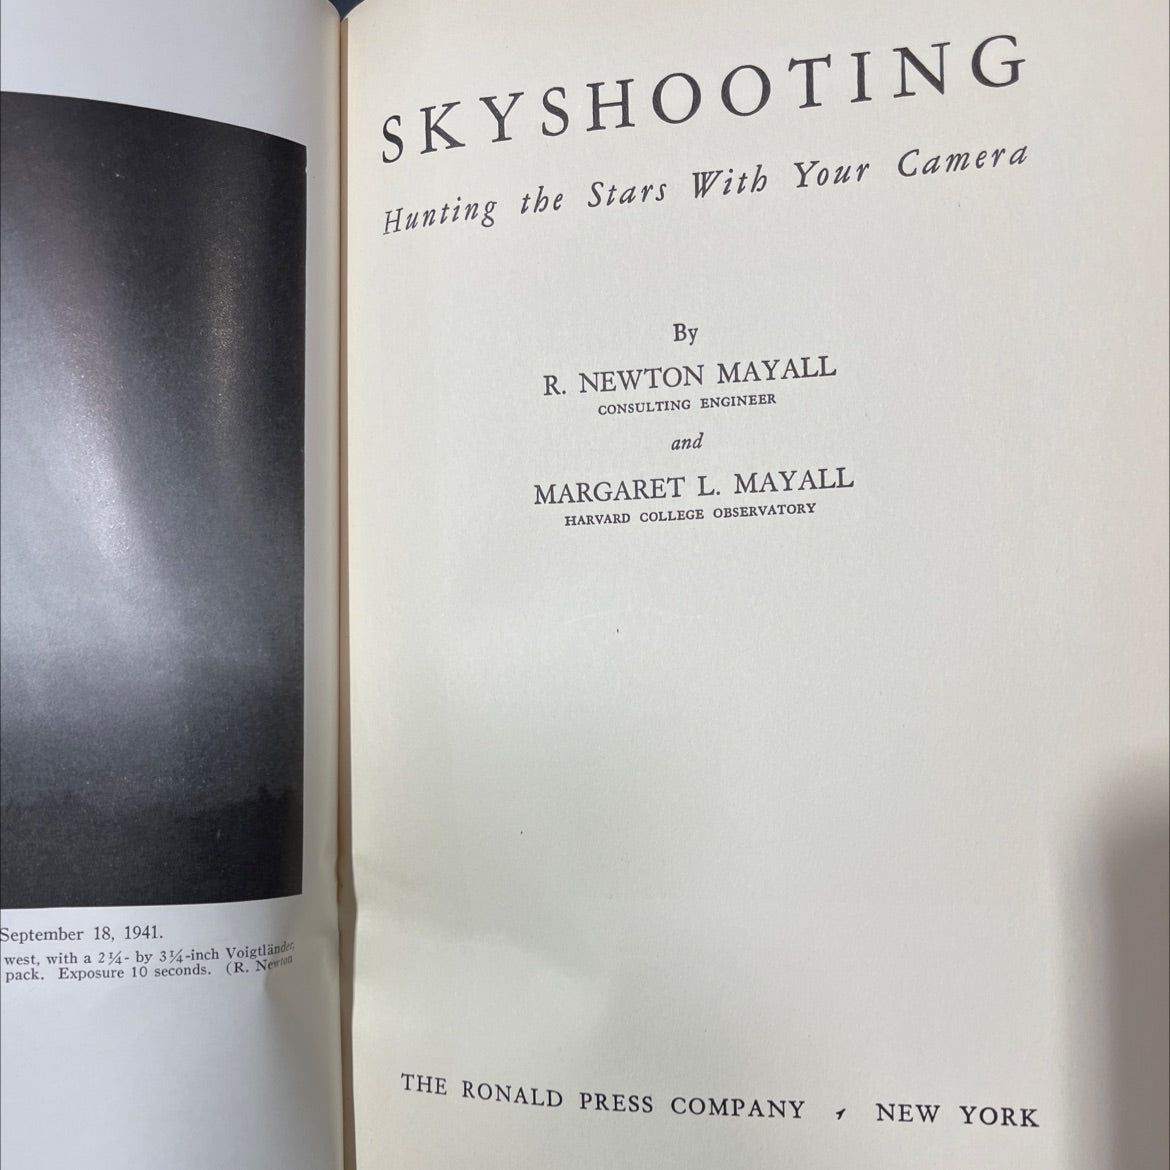 September 18, 1941.
west, with a 2¼- by 3¼-inch Voigtländer,
pack. Exposure 10 seconds. (R. Newton
SKYSHOOTING
Hunting the Stars With Your Camera
By
R. NEWTON MAYALL
CONSULTING ENGINEER
and
MARGARET L. MAYALL
HARVARD COLLEGE OBSERVATORY
THE RONALD PRESS COMPANY , NEW YORK